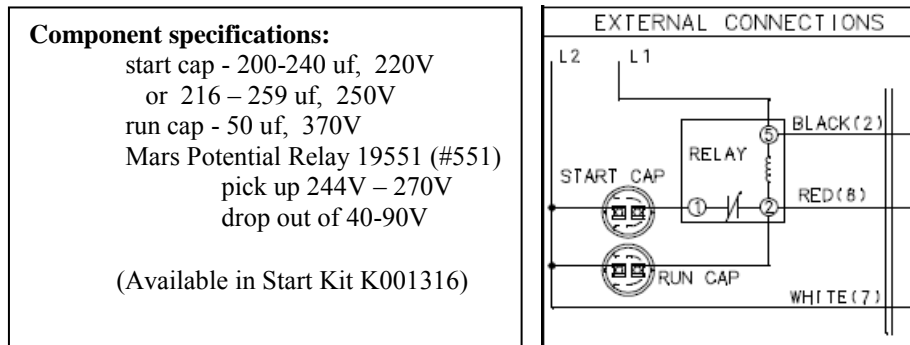 Component specifications:
start cap - 200-240 uf, 220V
or 216 – 259 uf, 250V
run cap - 50 uf, 370V
Mars Potential Relay 19551 (#551)
pick up 244V – 270V
drop out of 40-90V
(Available in Start Kit K001316)
EXTERNAL CONNECTIONS
L2 L1
5 BLACK(2)
RELAY
START CAP
1 2 RED(8)
RUN CAP
WHITE(7)